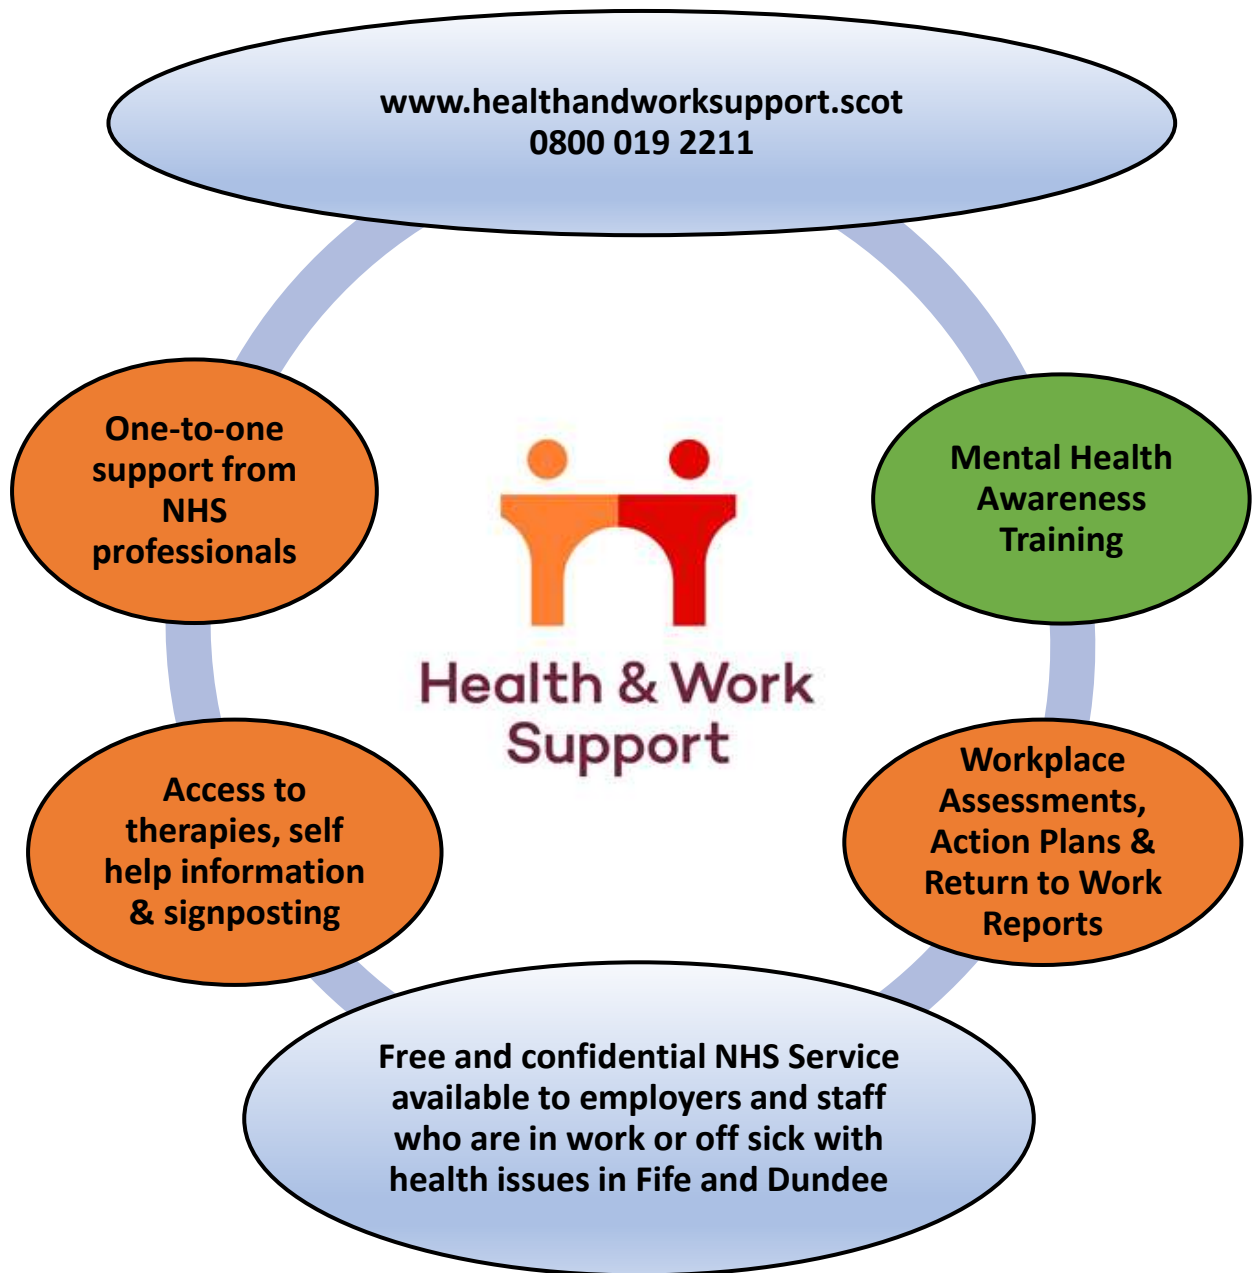 www.healthandworksupport.scot
0800 019 2211
One-to-one
support from
NHS
professionals
Mental Health
Awareness
Training
Health & Work
Support
Access to
therapies, self
help information
& signposting
Workplace
Assessments,
Action Plans &
Return to Work
Reports
Free and confidential NHS Service
available to employers and staff
who are in work or off sick with
health issues in Fife and Dundee